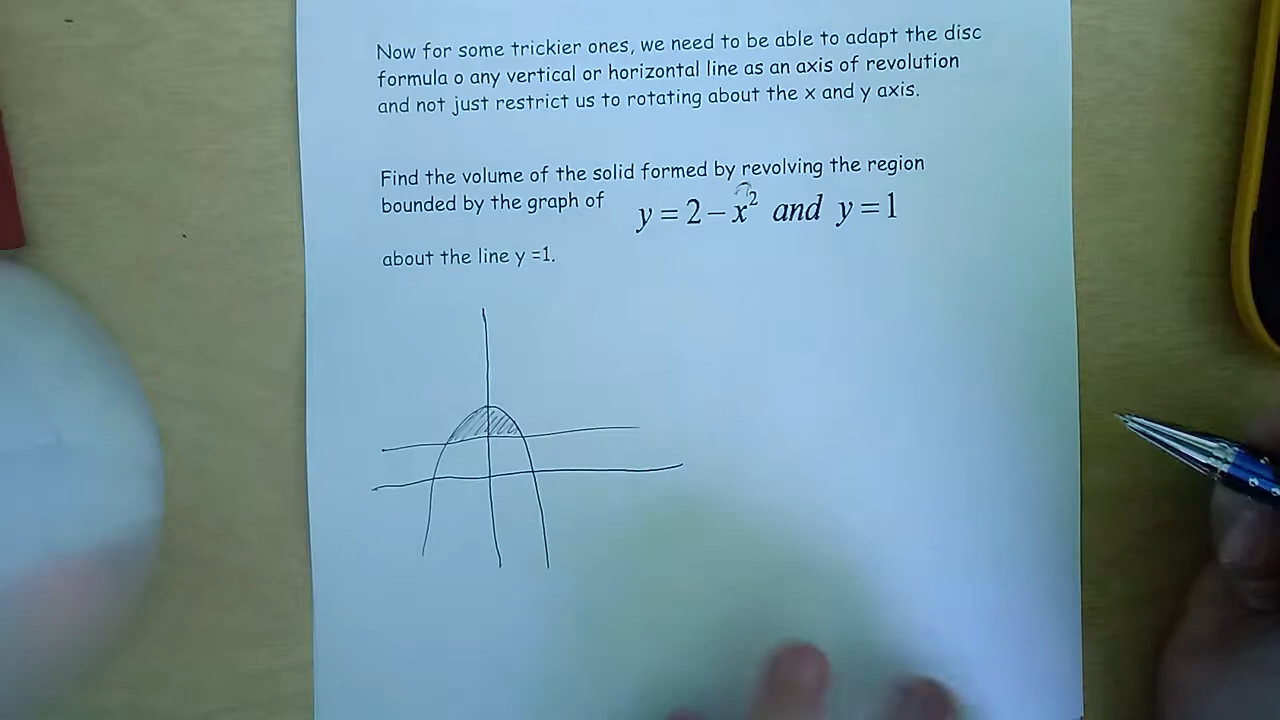 Now for some trickier ones, we need to be able to adapt the disc
formula o any vertical or horizontal line as an axis of revolution
and not just restrict us to rotating about the x and y axis.
Find the volume of the solid formed by revolving the region
bounded by the graph of y = 2 − x² and y = 1
about the line y =1.